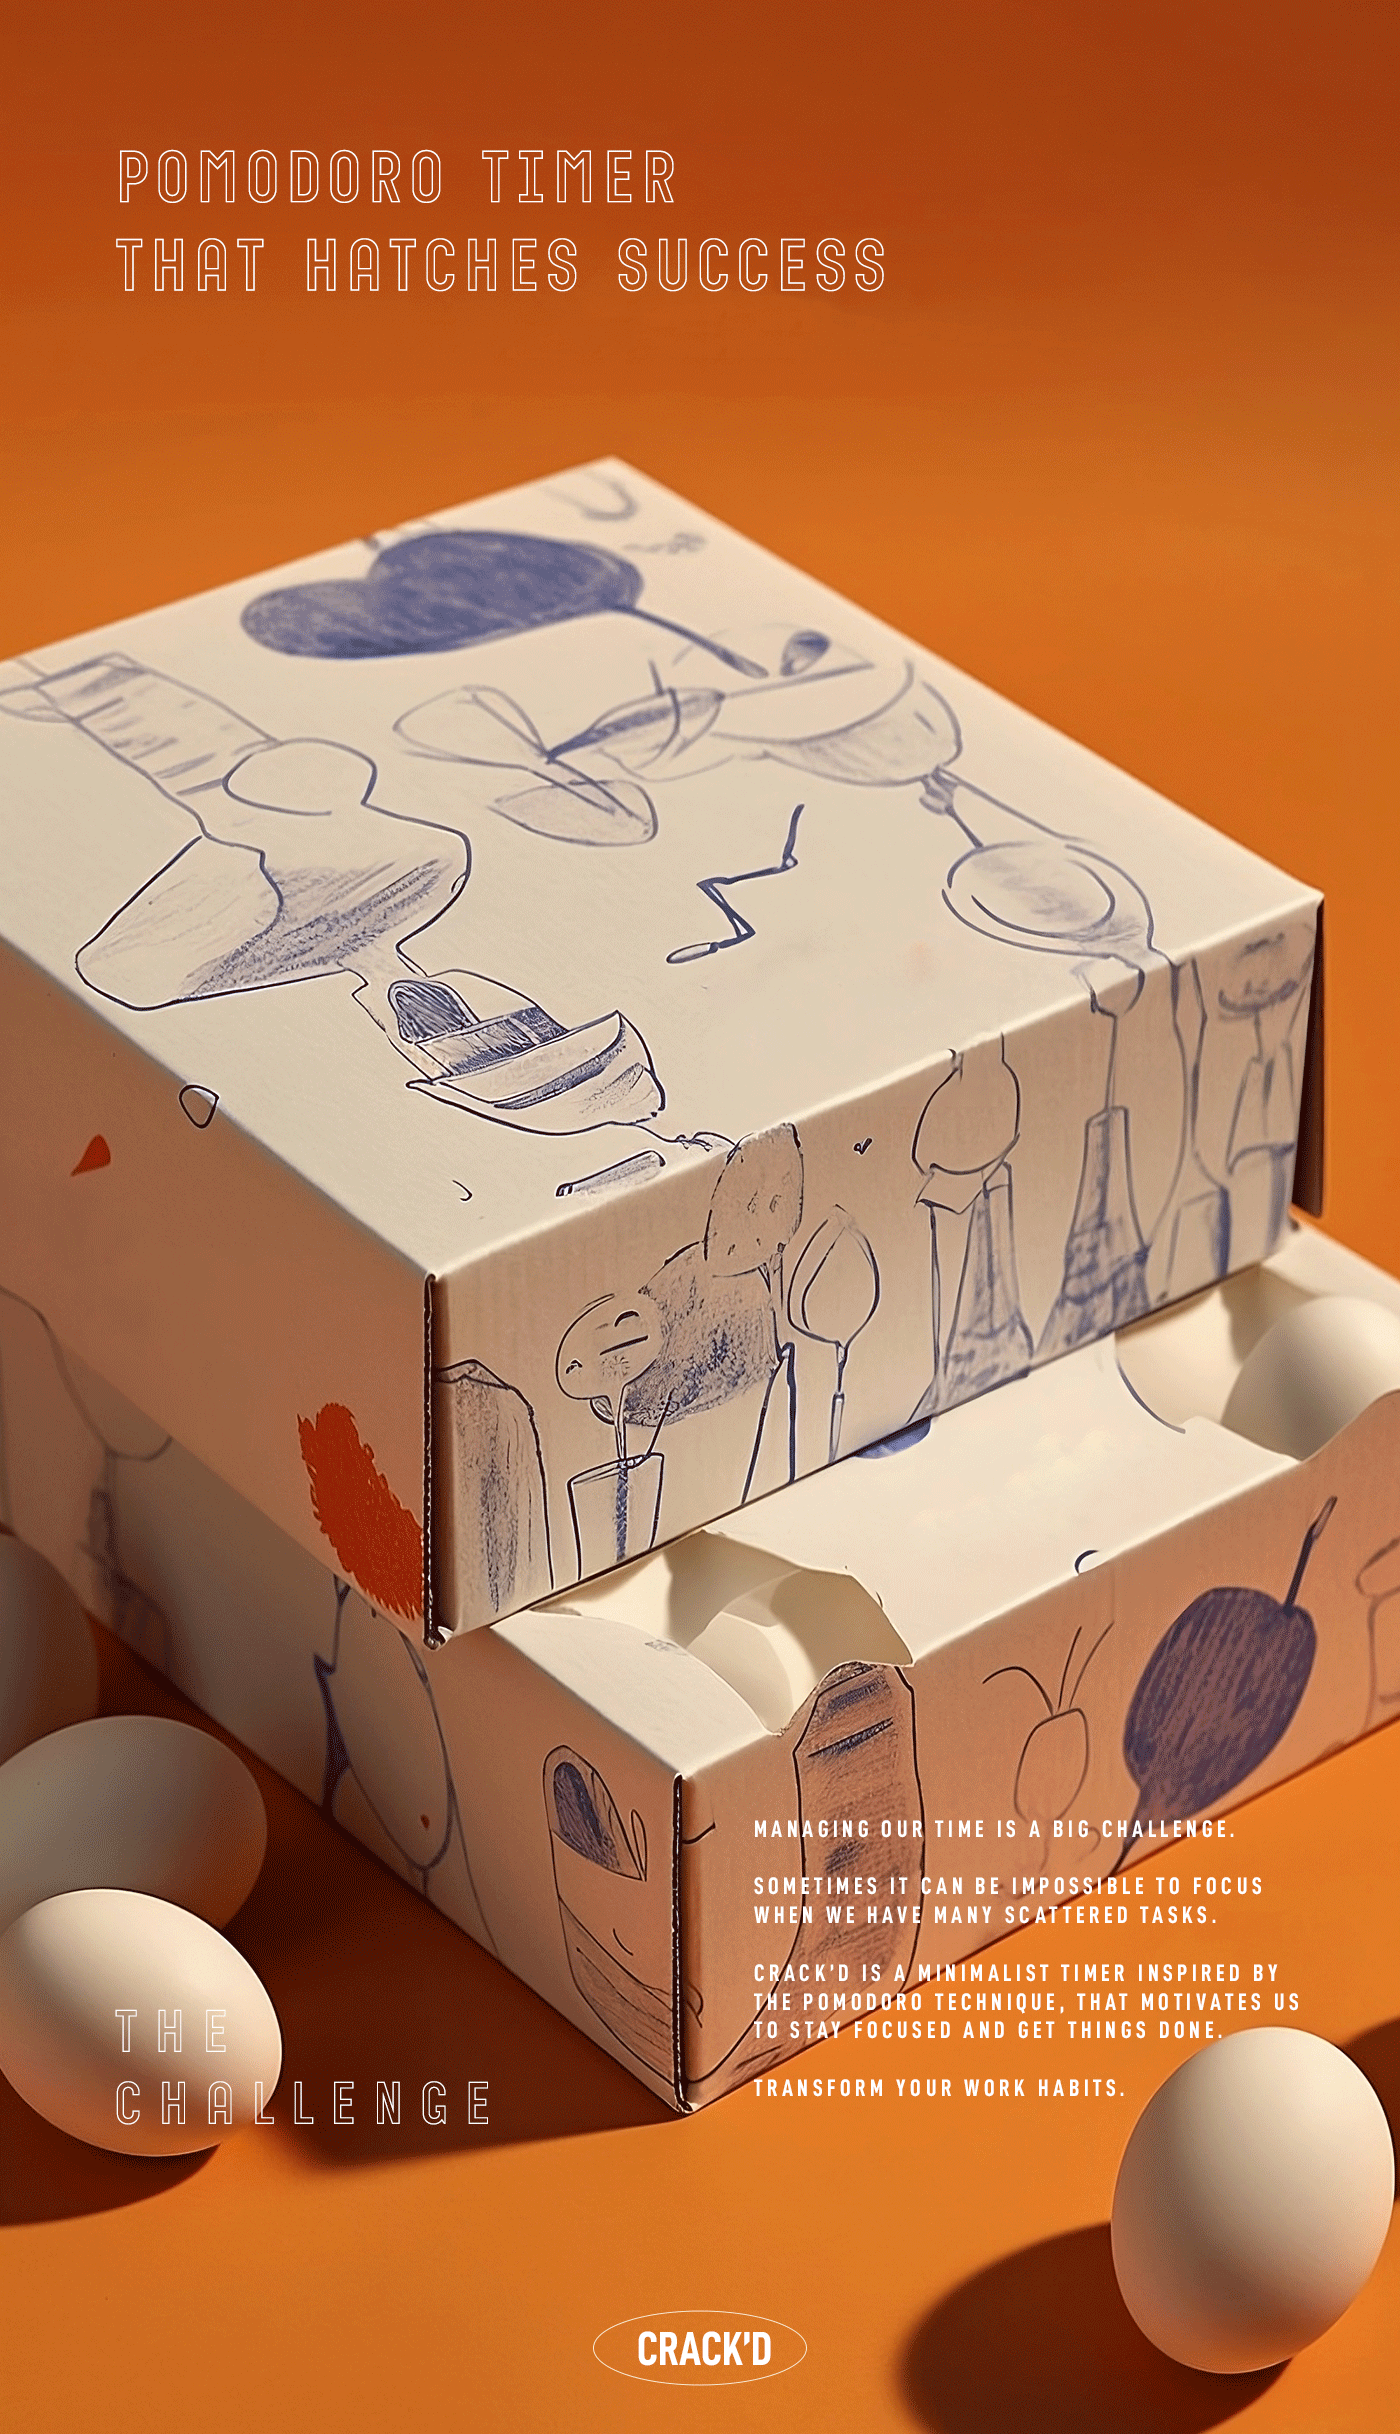 POMODORO TIMER
THAT HATCHES SUCCESS
MANAGING OUR TIME IS A BIG CHALLENGE.
SOMETIMES IT CAN BE IMPOSSIBLE TO FOCUS
WHEN WE HAVE MANY SCATTERED TASKS.
CRACK'D IS A MINIMALIST TIMER INSPIRED BY
THE POMODORO TECHNIQUE, THAT MOTIVATES US
TO STAY FOCUSED AND GET THINGS DONE.
TRANSFORM YOUR WORK HABITS.
THE
CHALLENGE
CRACK'D